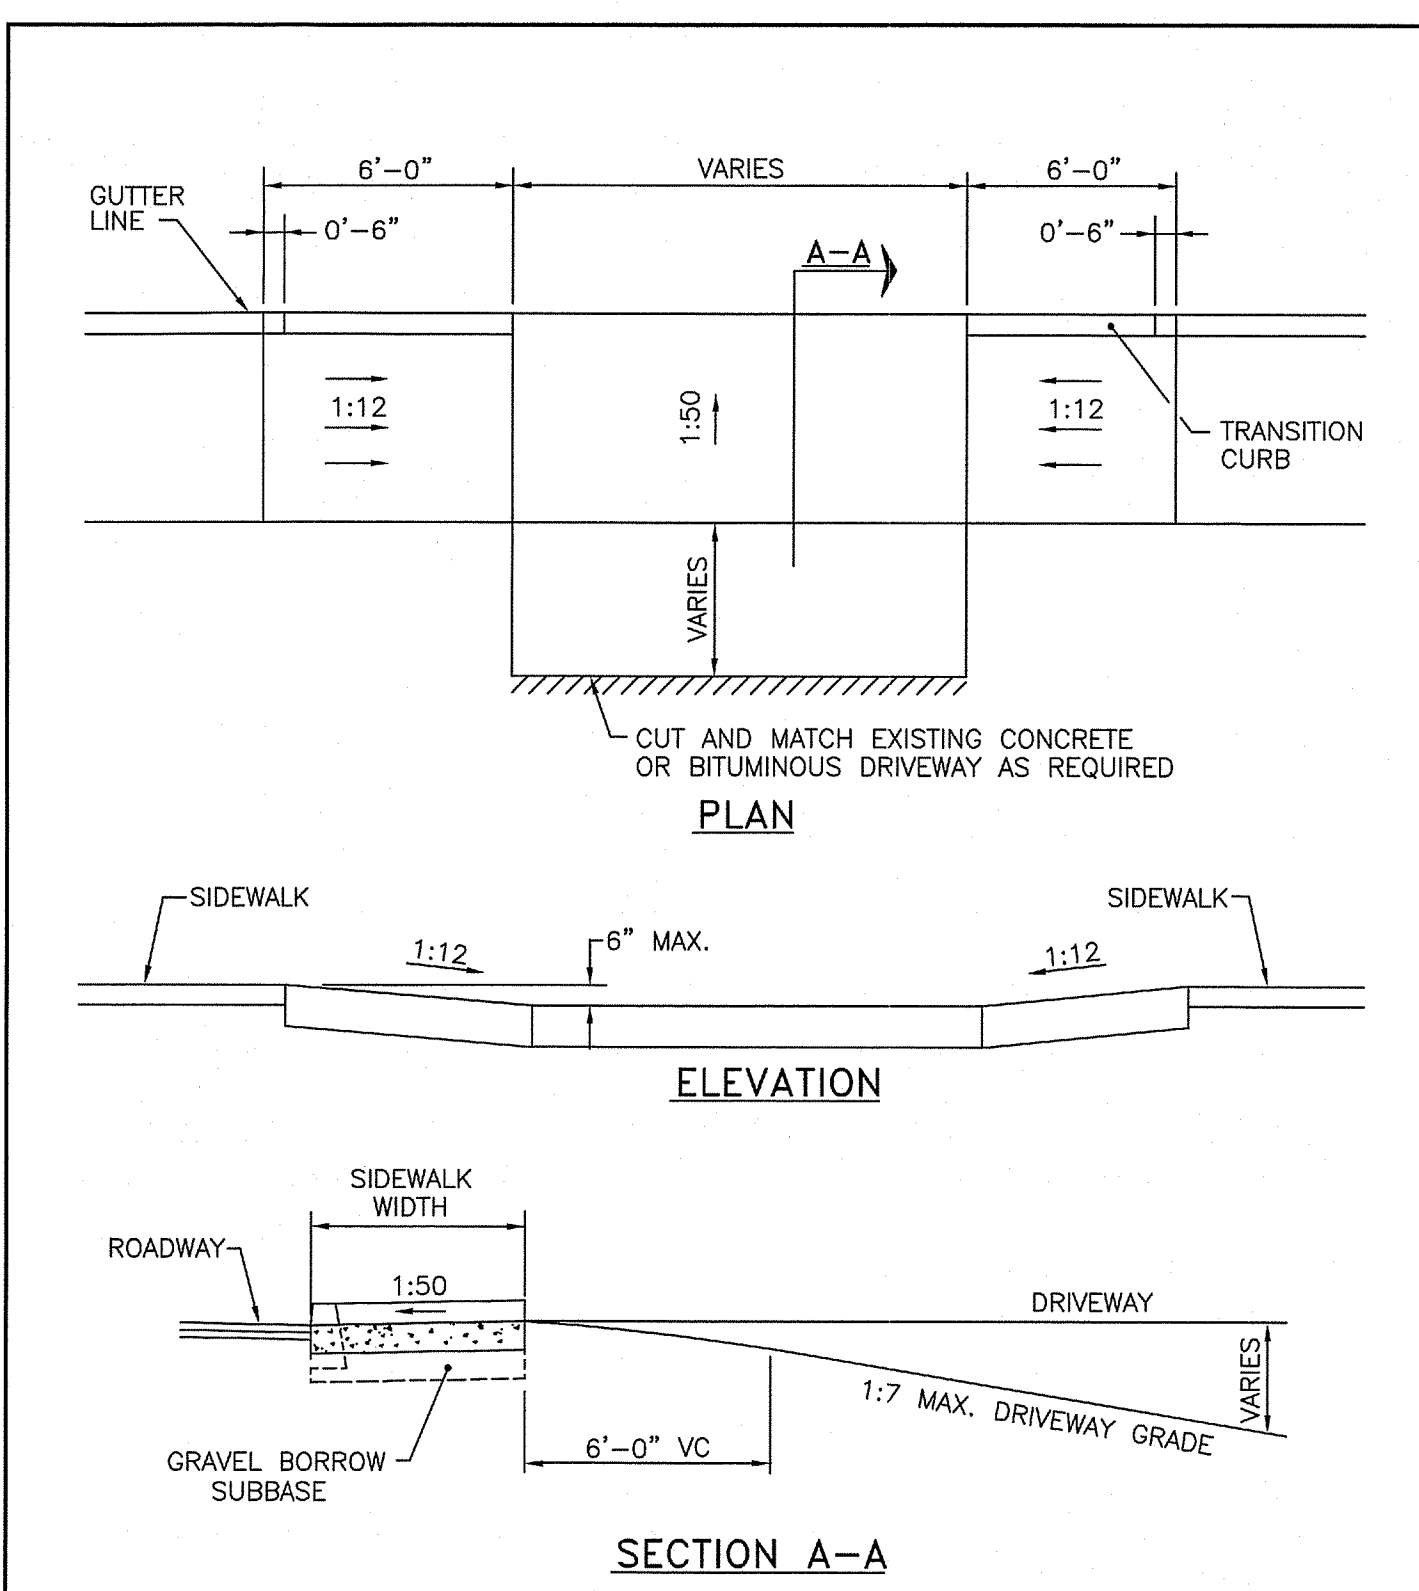 6'-0"
VARIES
6'-0"
GUTTER
LINE
0'-6"
0'-6"
A-A
1:12
1:50
1:12
TRANSITION
CURB
VARIES
CUT AND MATCH EXISTING CONCRETE
OR BITUMINOUS DRIVEWAY AS REQUIRED
PLAN
SIDEWALK
SIDEWALK
1:12
6" MAX.
1:12
ELEVATION
SIDEWALK
WIDTH
ROADWAY
1:50
DRIVEWAY
VARIES
1:7 MAX. DRIVEWAY GRADE
6'-0" VC
GRAVEL BORROW
SUBBASE
SECTION A-A